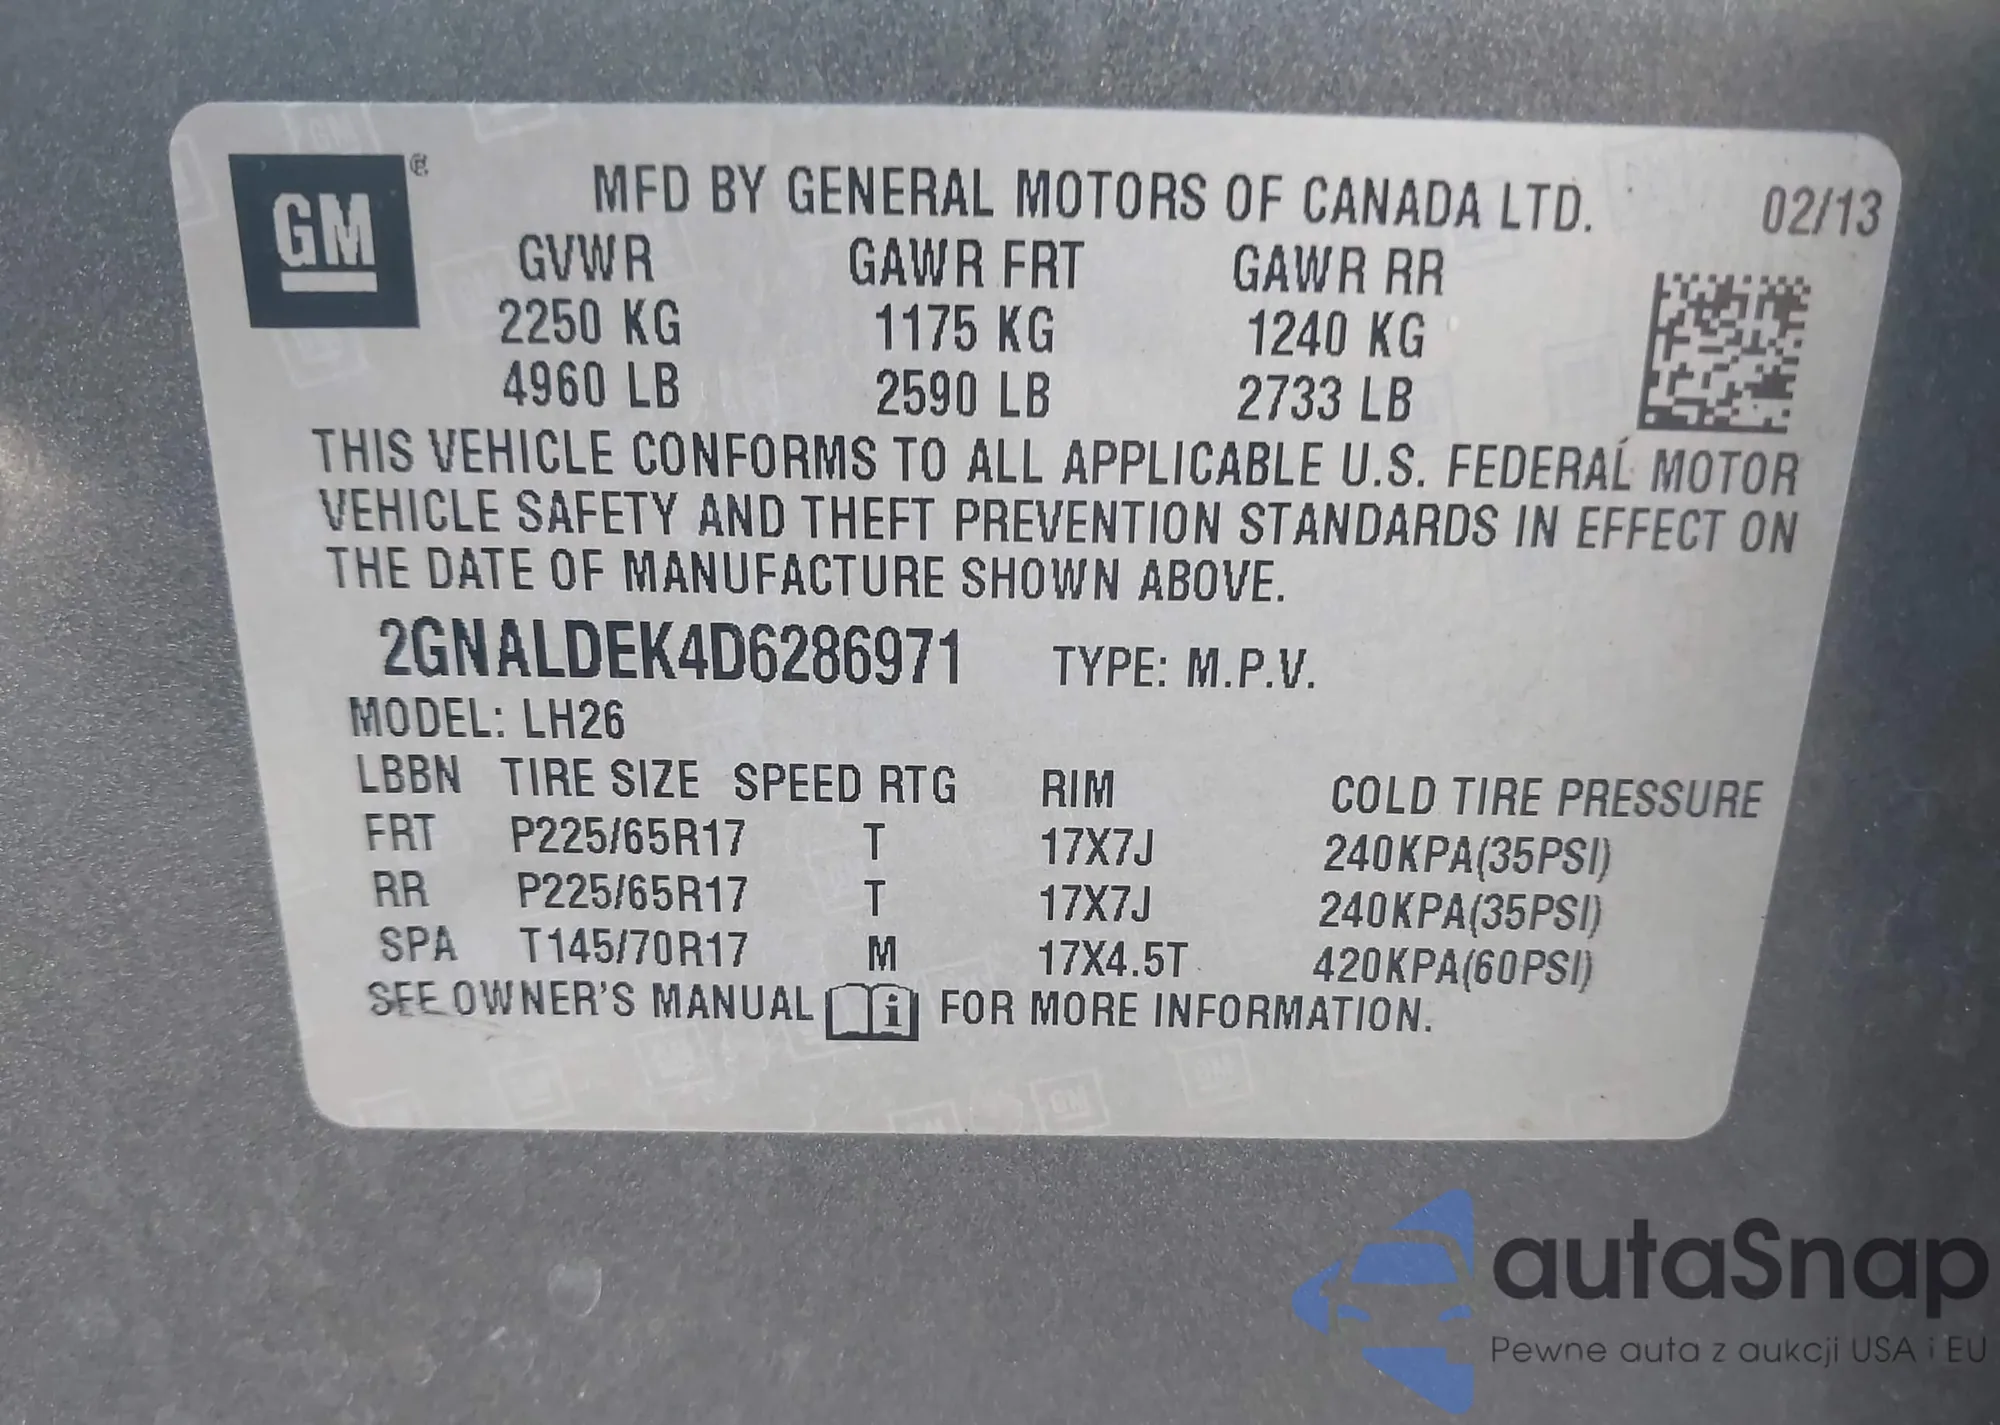 GM®
MFD BY GENERAL MOTORS OF CANADA LTD. 02/13
GVWR GAWR FRT GAWR RR
2250 KG 1175 KG 1240 KG
4960 LB 2590 LB 2733 LB
THIS VEHICLE CONFORMS TO ALL APPLICABLE U.S. FEDERAL MOTOR
VEHICLE SAFETY AND THEFT PREVENTION STANDARDS IN EFFECT ON
THE DATE OF MANUFACTURE SHOWN ABOVE.
2GNALDEK4D6286971 TYPE: M.P.V.
MODEL: LH26
LBBN TIRE SIZE SPEED RTG RIM COLD TIRE PRESSURE
FRT P225/65R17 T 17X7J 240KPA(35PSI)
RR P225/65R17 T 17X7J 240KPA(35PSI)
SPA T145/70R17 M 17X4.5T 420KPA(60PSI)
SEE OWNER'S MANUAL i FOR MORE INFORMATION.
autaSnap
Pewne auta z aukcji USA i EU